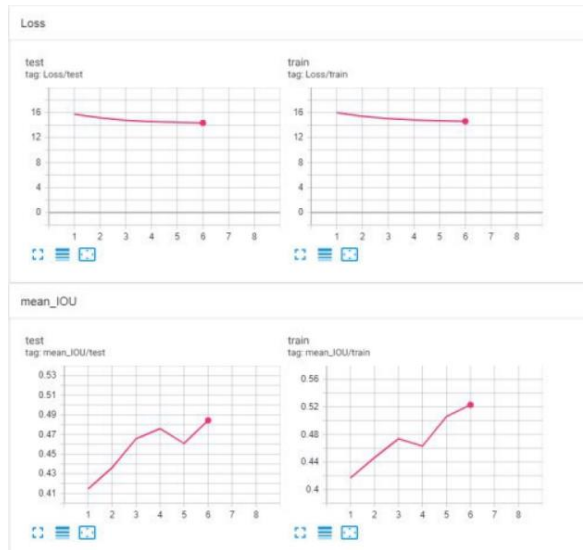 Loss
test
tag: Loss/test
16
12
8
4
0
1 2 3 4 5 6 7 8
train
tag: Loss/train
16
12
8
4
0
1 2 3 4 5 6 7 8
mean_IOU
test
tag: mean_IOU/test
0.53
0.51
0.49
0.47
0.45
0.43
0.41
1 2 3 4 5 6 7 8
train
tag: mean_IOU/train
0.56
0.52
0.48
0.44
0.4
1 2 3 4 5 6 7 8